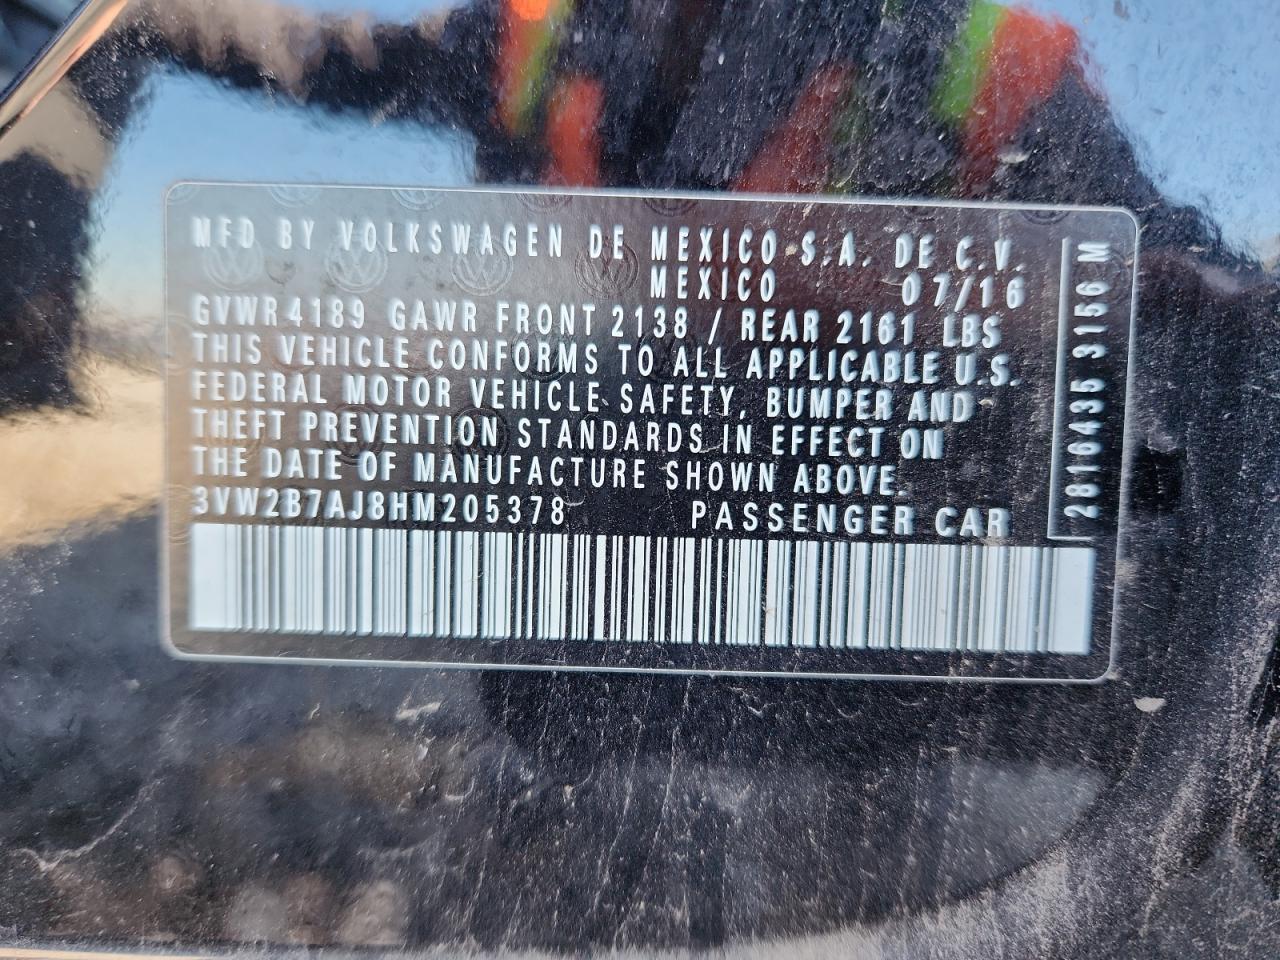 MFD BY VOLKSWAGEN DE MEXICO S.A. DE C.V.
MEXICO 07/16
GVWR 4189 GAWR FRONT 2138 / REAR 2161 LBS
THIS VEHICLE CONFORMS TO ALL APPLICABLE U.S.
FEDERAL MOTOR VEHICLE SAFETY, BUMPER AND
THEFT PREVENTION STANDARDS IN EFFECT ON
THE DATE OF MANUFACTURE SHOWN ABOVE.
3VW2B7AJ8HM205378 PASSENGER CAR
2816435 3156 M